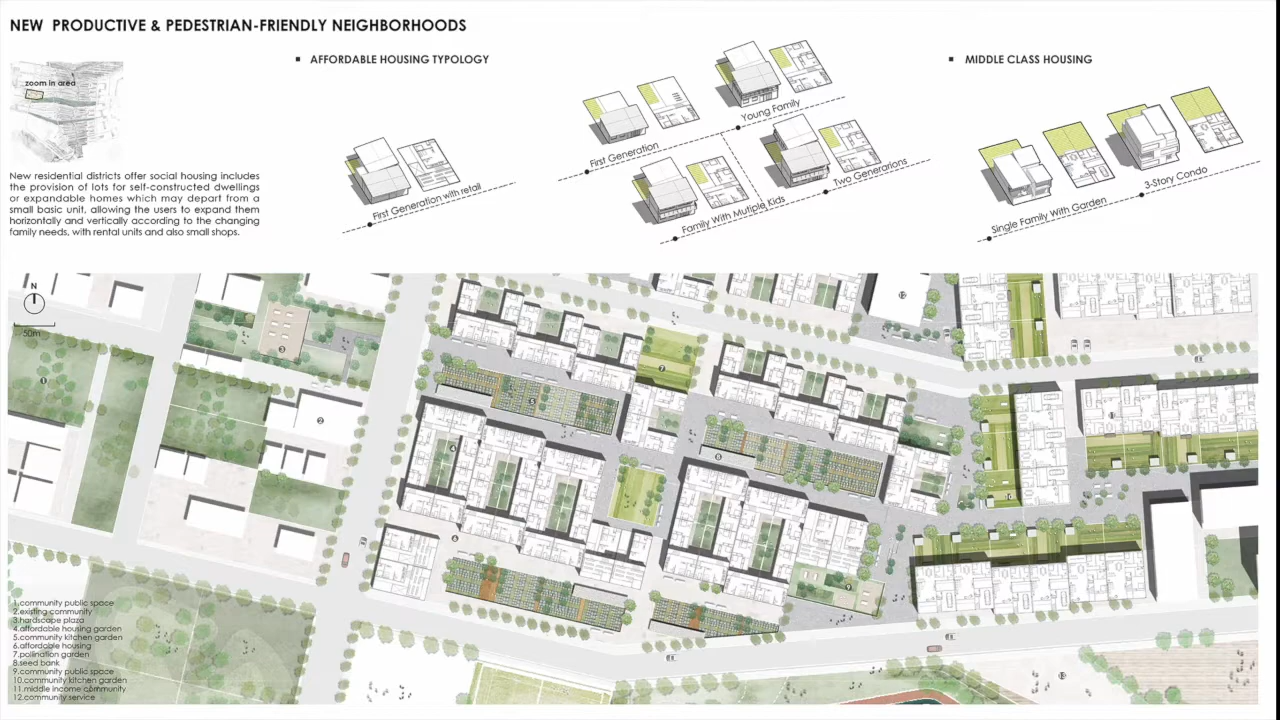 NEW PRODUCTIVE & PEDESTRIAN-FRIENDLY NEIGHBORHOODS
AFFORDABLE HOUSING TYPOLOGY
MIDDLE CLASS HOUSING
zoom in area
New residential districts offer social housing includes
the provision of lots for self-constructed dwellings
or expandable homes which may depart from a
small basic unit, allowing the users to expand them
horizontally and vertically according to the changing
family needs, with rental units and also small shops.
First Generation with retail
First Generation
Young Family
Family With Mutiple Kids
Two Generations
Single Family With Garden
3-Story Condo
N
50m
1.community public space
2.existing community
3.hardscape plaza
4.affordable housing garden
5.community kitchen garden
6.affordable housing
7.pollination garden
8.seed bank
9.community public space
10.community kitchen garden
11.middle income community
12.community service